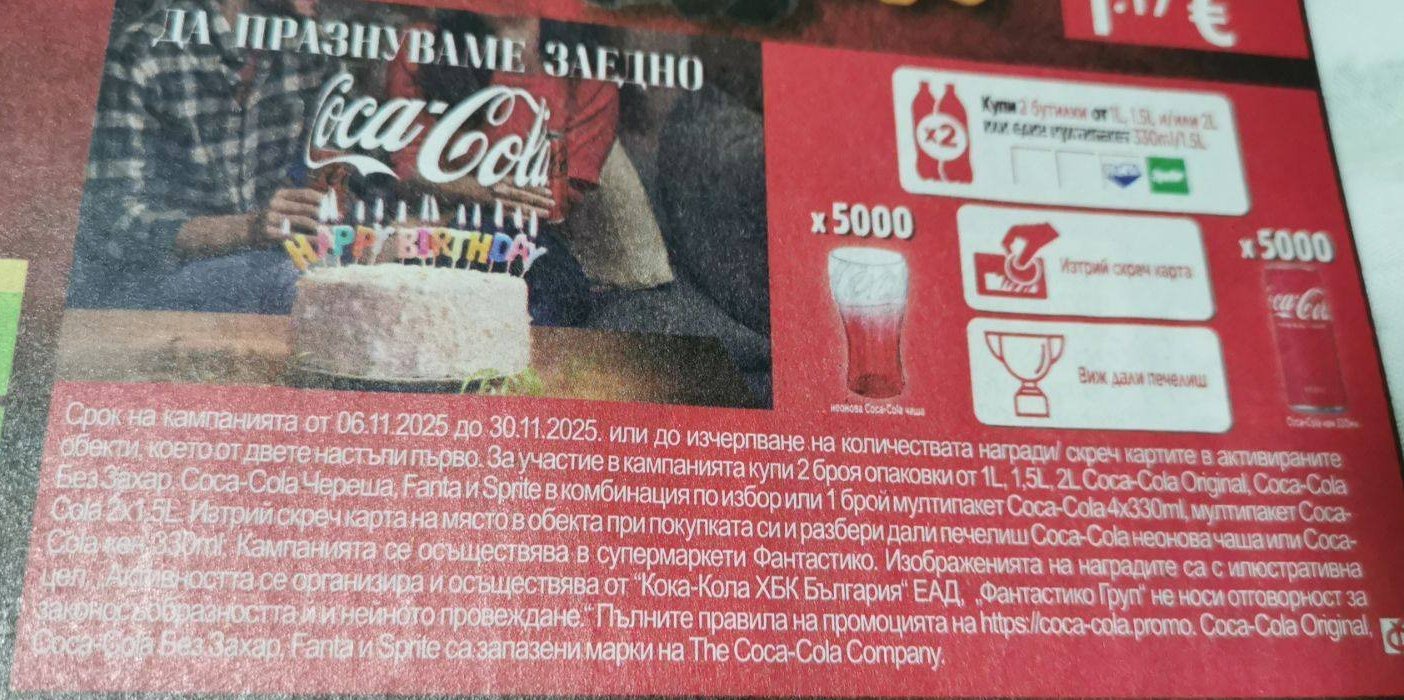 ДА ПРАЗНУВАМЕ ЗАЕДНО
Coca-Cola
HAPPY BIRTHDAY
€
x2
Купи 2 бутилки от 1L, 1.5L и/или 2L
или един мултипакет 330ml/1.5L
x5000
Изтрий скреч карта
x5000
Виж дали печелиш
неонова Coca-Cola чаша
Срок на кампанията от 06.11.2025 до 30.11.2025. или до изчерпване на количествата награди/ скреч картите в активираните
обекти, което от двете настъпи първо. За участие в кампанията купи 2 броя опаковки от 1L, 1,5L, 2L Coca-Cola Original, Coca-Cola
Без Захар, Coca-Cola Череша, Fanta и Sprite в комбинация по избор или 1 брой мултипакет Coca-Cola 4x330ml, мултипакет Coca-
Cola 2x1,5L. Изтрий скреч карта на място в обекта при покупката си и разбери дали печелиш Coca-Cola неонова чаша или Coca-
Cola кен 330ml. Кампанията се осъществява в супермаркети Фантастико. Изображенията на наградите са с илюстративна
цел. „Активността се организира и осъществява от “Кока-Кола ХБК България“ ЕАД, „Фантастико Груп“ не носи отговорност за
законосъобразността ѝ и нейното провеждане.“ Пълните правила на промоцията на https://coca-cola.promo. Coca-Cola Original,
Coca-Cola Без Захар, Fanta и Sprite са запазени марки на The Coca-Cola Company.